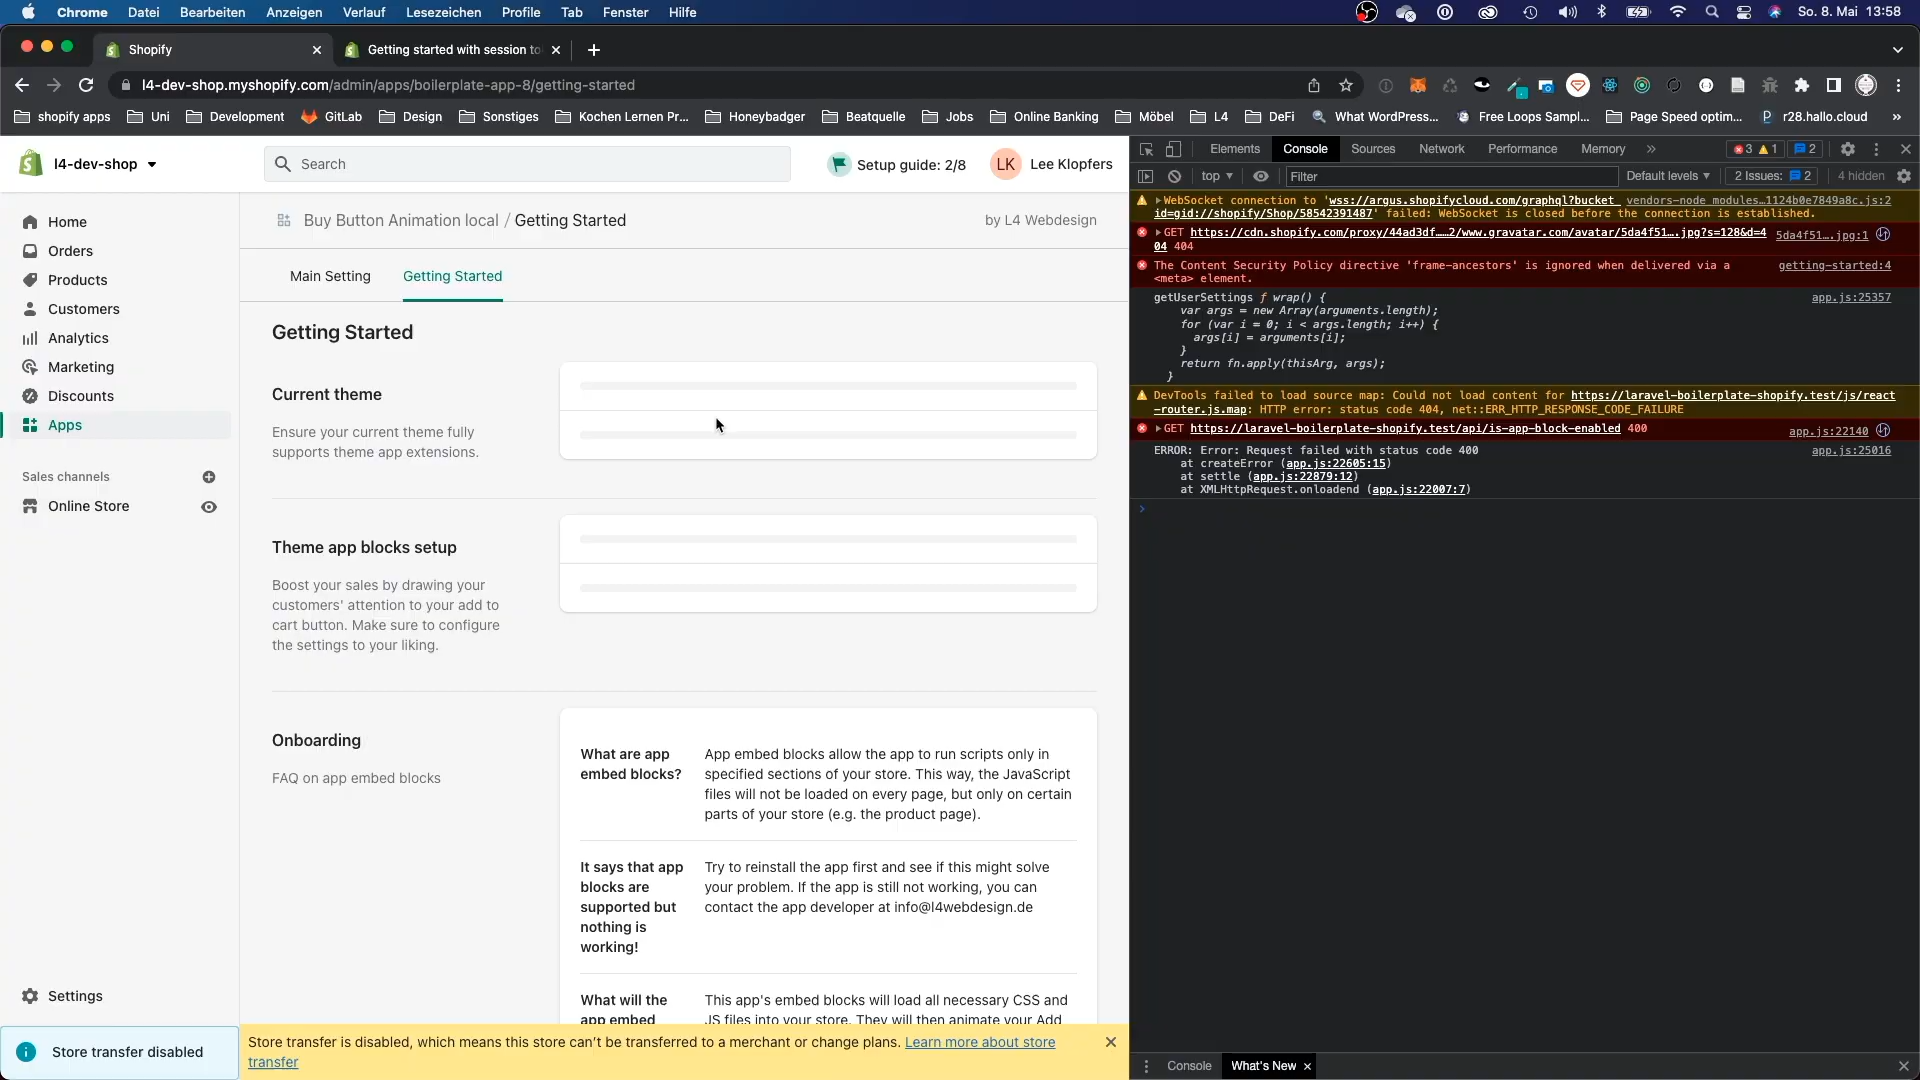 Chrome Datei Bearbeiten Anzeigen Verlauf Lesezeichen Profile Tab Fenster Hilfe
So. 8. Mai 13:58
Shopify
Getting started with session to
l4-dev-shop.myshopify.com/admin/apps/boilerplate-app-8/getting-started
shopify apps Uni Development GitLab Design Sonstiges Kochen Lernen Pr... Honeybadger Beatquelle Jobs Online Banking Möbel L4 DeFi What WordPress... Free Loops Sampl... Page Speed optim... r28.hallo.cloud »
l4-dev-shop
Search
Setup guide: 2/8
LK Lee Klopfers
Home
Orders
Products
Customers
Analytics
Marketing
Discounts
Apps
Sales channels
Online Store
Settings
Store transfer disabled
Buy Button Animation local / Getting Started
by L4 Webdesign
Main Setting Getting Started
Getting Started
Current theme
Ensure your current theme fully
supports theme app extensions.
Theme app blocks setup
Boost your sales by drawing your
customers' attention to your add to
cart button. Make sure to configure
the settings to your liking.
Onboarding
FAQ on app embed blocks
What are app
embed blocks?
App embed blocks allow the app to run scripts only in
specified sections of your store. This way, the JavaScript
files will not be loaded on every page, but only on certain
parts of your store (e.g. the product page).
It says that app
blocks are
supported but
nothing is
working!
Try to reinstall the app first and see if this might solve
your problem. If the app is still not working, you can
contact the app developer at info@l4webdesign.de
What will the
app embed
This app's embed blocks will load all necessary CSS and
JS files into your store. They will then animate your Add
Store transfer is disabled, which means this store can't be transferred to a merchant or change plans. Learn more about store
transfer
Elements Console Sources Network Performance Memory »
3 1 2
top Filter Default levels 2 Issues: 2 4 hidden
WebSocket connection to 'wss://argus.shopifycloud.com/graphql?bucket_ vendors-node_modules…1124b0e7849a8c.js:2
id=gid://shopify/Shop/58542391487' failed: WebSocket is closed before the connection is established.
GET https://cdn.shopify.com/proxy/44ad3df……2/www.gravatar.com/avatar/5da4f51….jpg?s=128&d=4 5da4f51….jpg:1
04 404
The Content Security Policy directive 'frame-ancestors' is ignored when delivered via a getting-started:4
<meta> element.
getUserSettings ƒ wrap() { app.js:25357
var args = new Array(arguments.length);
for (var i = 0; i < args.length; i++) {
args[i] = arguments[i];
}
return fn.apply(thisArg, args);
}
DevTools failed to load source map: Could not load content for https://laravel-boilerplate-shopify.test/js/react
-router.js.map: HTTP error: status code 404, net::ERR_HTTP_RESPONSE_CODE_FAILURE
GET https://laravel-boilerplate-shopify.test/api/is-app-block-enabled 400 app.js:22140
ERROR: Error: Request failed with status code 400 app.js:25016
at createError (app.js:22605:15)
at settle (app.js:22879:12)
at XMLHttpRequest.onloadend (app.js:22007:7)
Console What's New